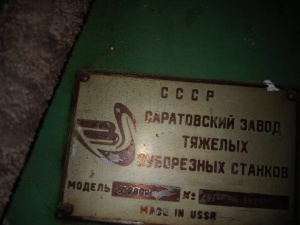 СССР
САРАТОВСКИЙ ЗАВОД
ТЯЖЕЛЫХ
ЗУБОРЕЗНЫХ СТАНКОВ
МОДЕЛЬ №
MADE IN USSR